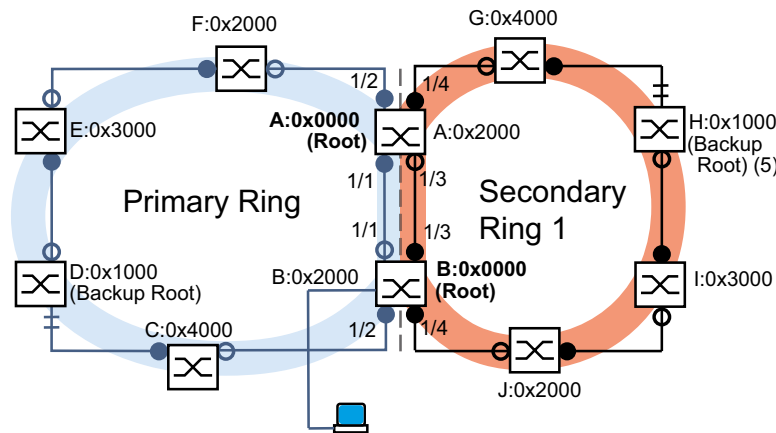 F:0x2000
G:0x4000
1/2
1/4
E:0x3000
A:0x0000
(Root)
A:0x2000
H:0x1000
(Backup
Root) (5)
1/1
1/3
Primary Ring
Secondary
Ring 1
1/1
1/3
D:0x1000
(Backup Root)
B:0x2000
B:0x0000
(Root)
I:0x3000
C:0x4000
1/2
1/4
J:0x2000